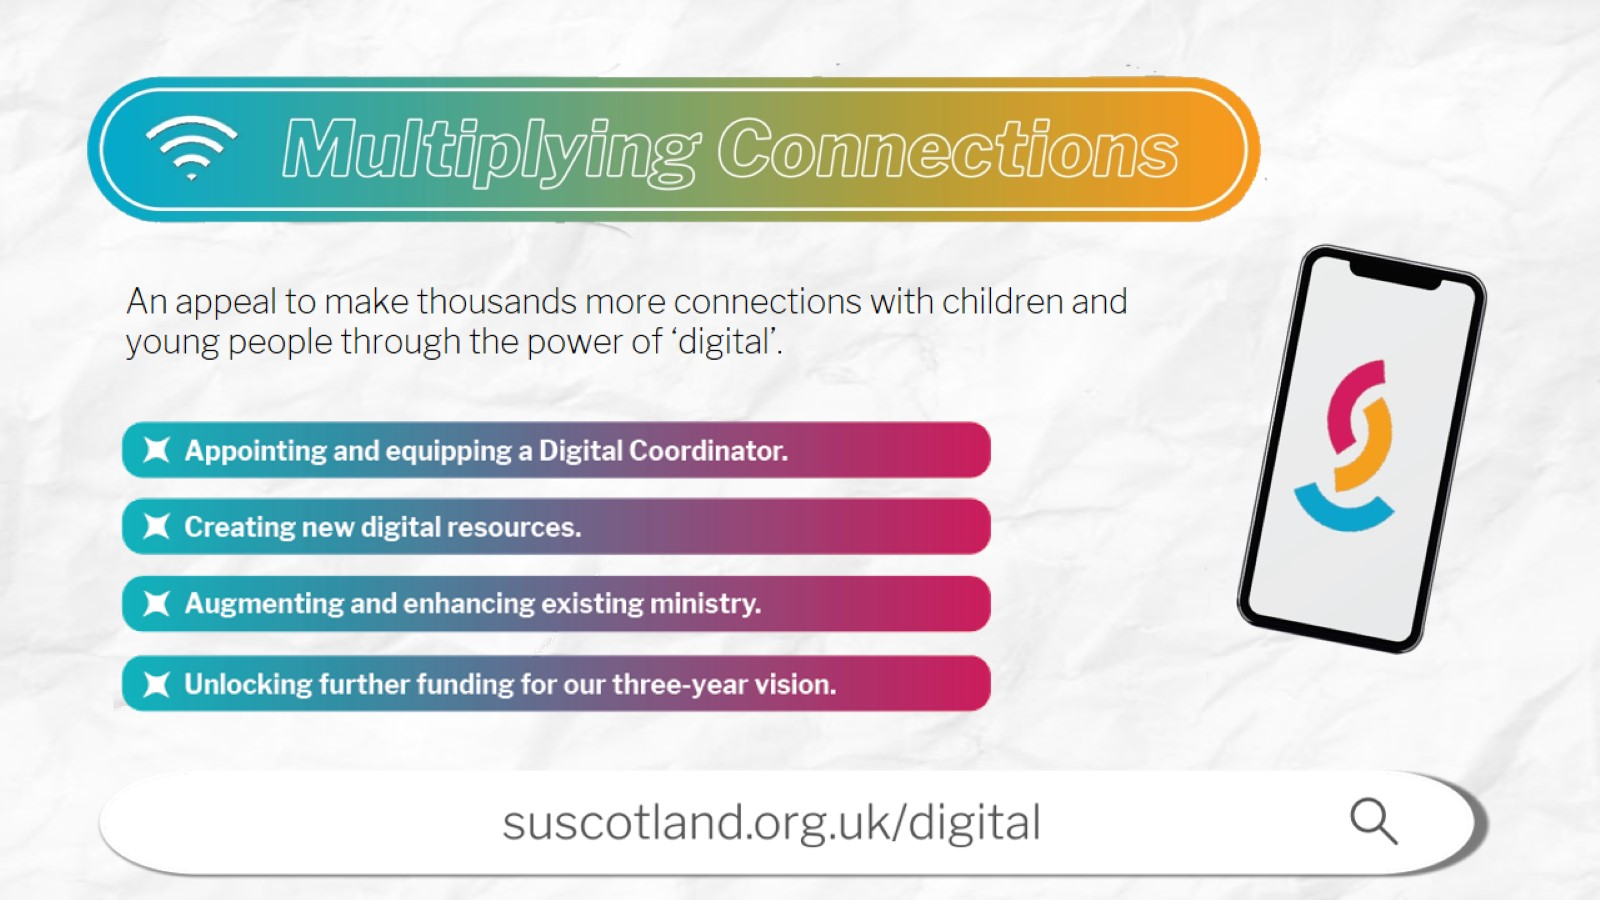 Multiplying Connections
An appeal to make thousands more connections with children and
young people through the power of ‘digital’.
Appointing and equipping a Digital Coordinator.
Creating new digital resources.
Augmenting and enhancing existing ministry.
Unlocking further funding for our three-year vision.
suscotland.org.uk/digital